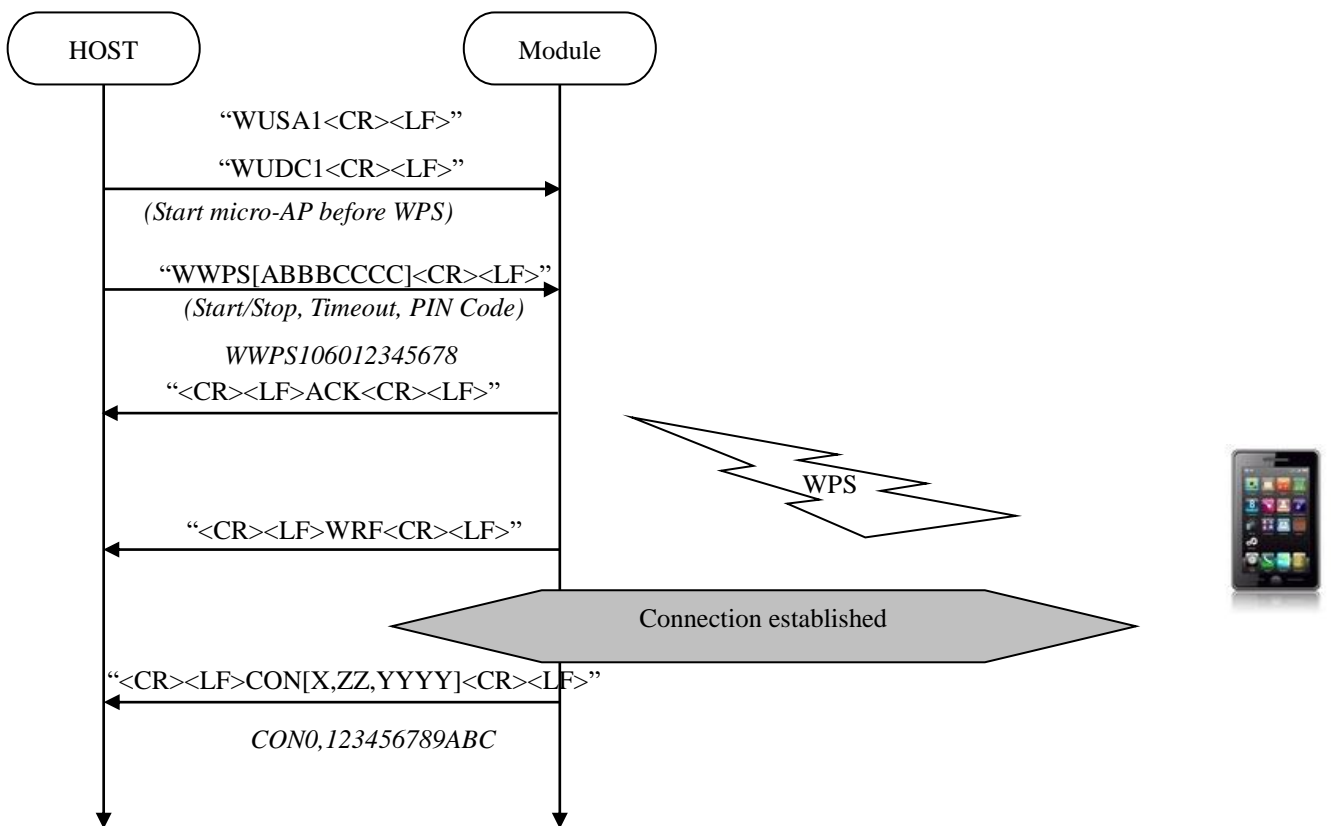 HOST
Module
“WUSA1<CR><LF>”
“WUDC1<CR><LF>”
(Start micro-AP before WPS)
“WWPS[ABBBCCCC]<CR><LF>”
(Start/Stop, Timeout, PIN Code)
WWPS106012345678
“<CR><LF>ACK<CR><LF>”
WPS
“<CR><LF>WRF<CR><LF>”
Connection established
“<CR><LF>CON[X,ZZ,YYYY]<CR><LF>”
CON0,123456789ABC